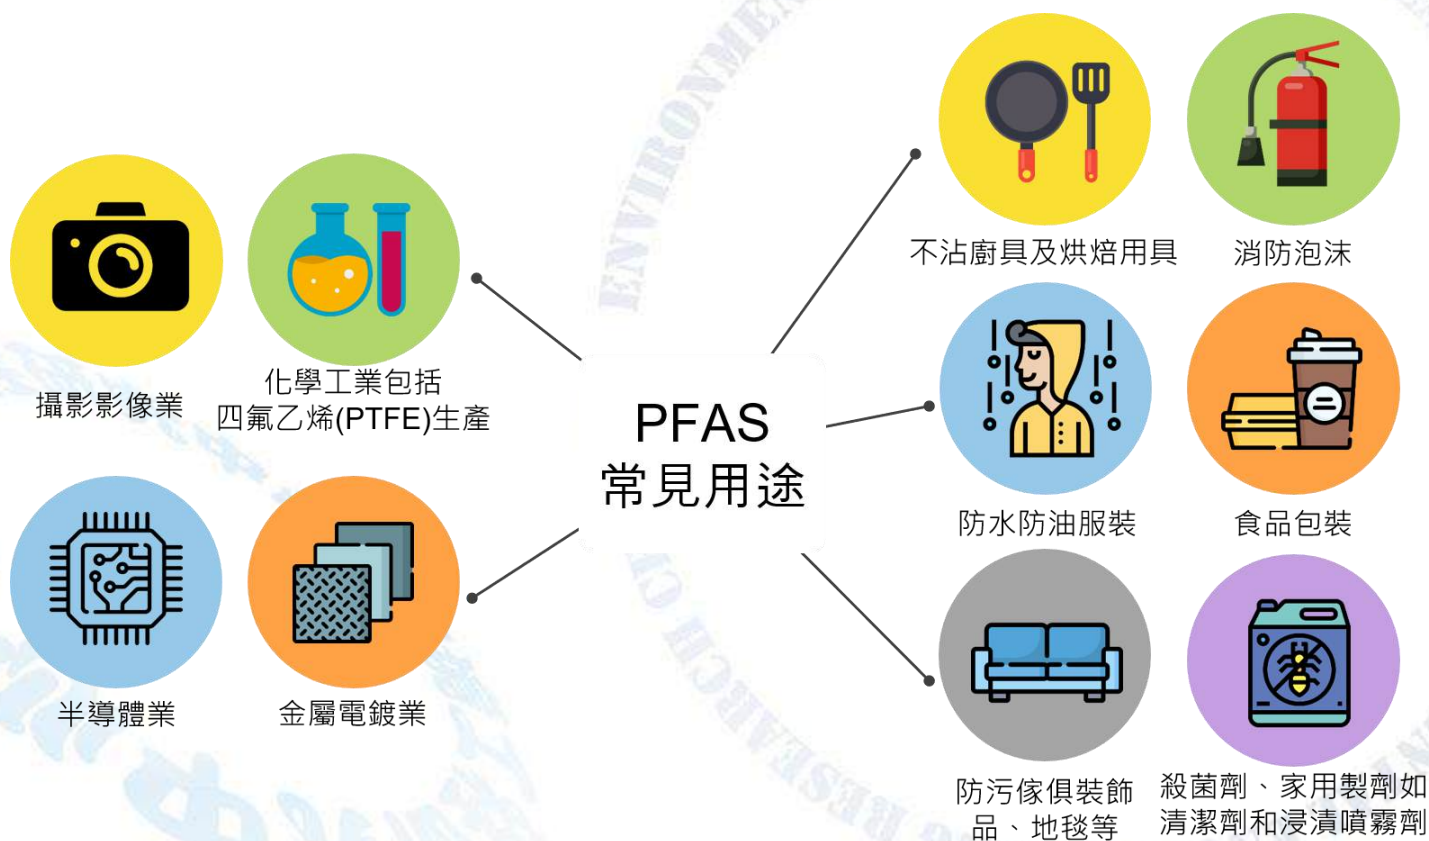 不沾廚具及烘焙用具
消防泡沫
攝影影像業
化學工業包括
四氟乙烯(PTFE)生產
PFAS
常見用途
防水防油服裝
食品包裝
半導體業
金屬電鍍業
防污傢俱裝飾
品、地毯等
殺菌劑、家用製劑如
清潔劑和浸漬噴霧劑
ENVIRONMEN
RESEARCH C